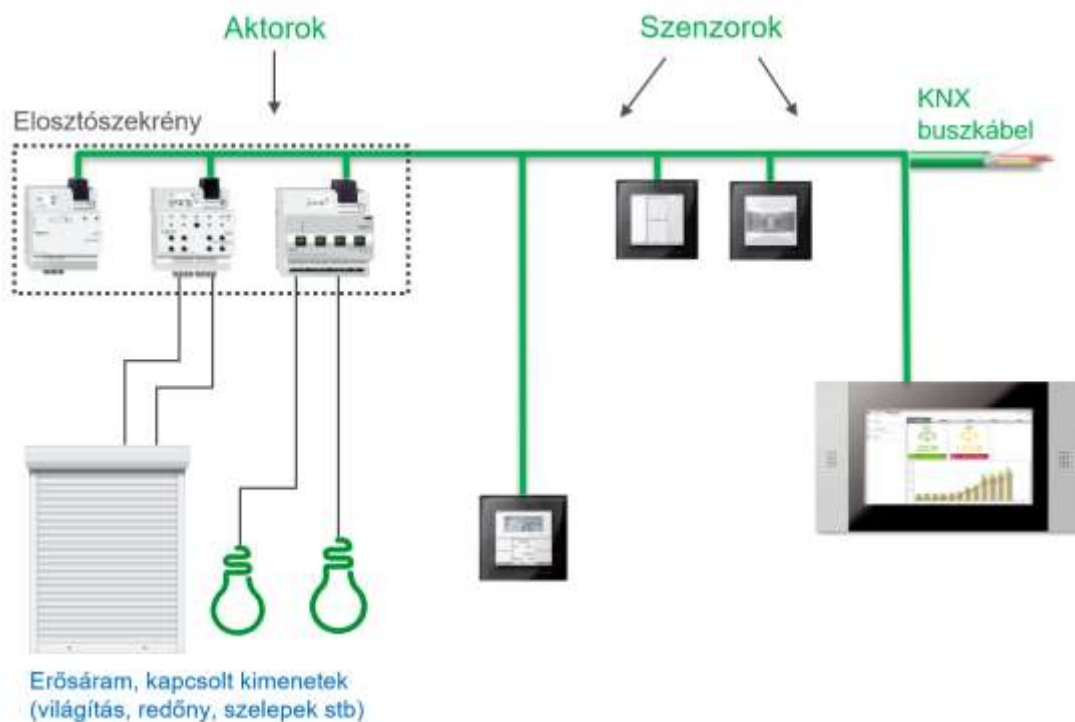 Aktorok
Szenzorok
Elosztószekrény
KNX
buszkábel
Erősáram, kapcsolt kimenetek
(világítás, redőny, szelepek stb)